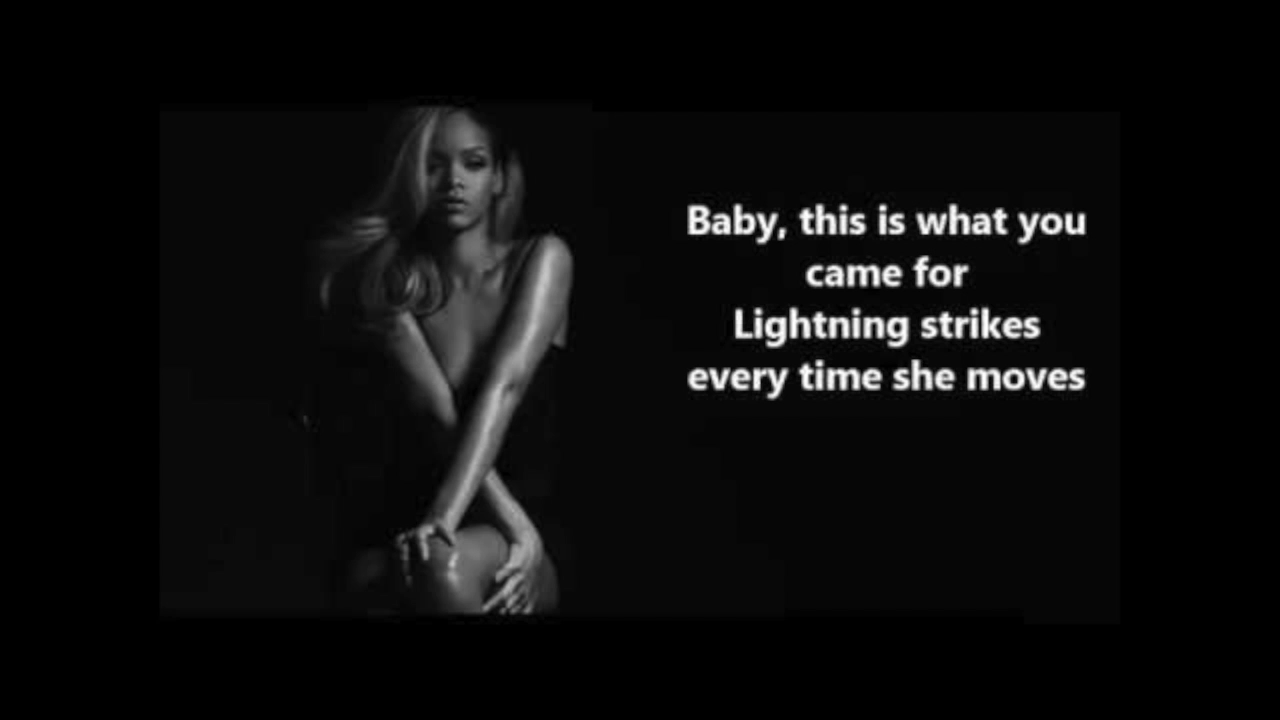 Baby, this is what you
came for
Lightning strikes
every time she moves